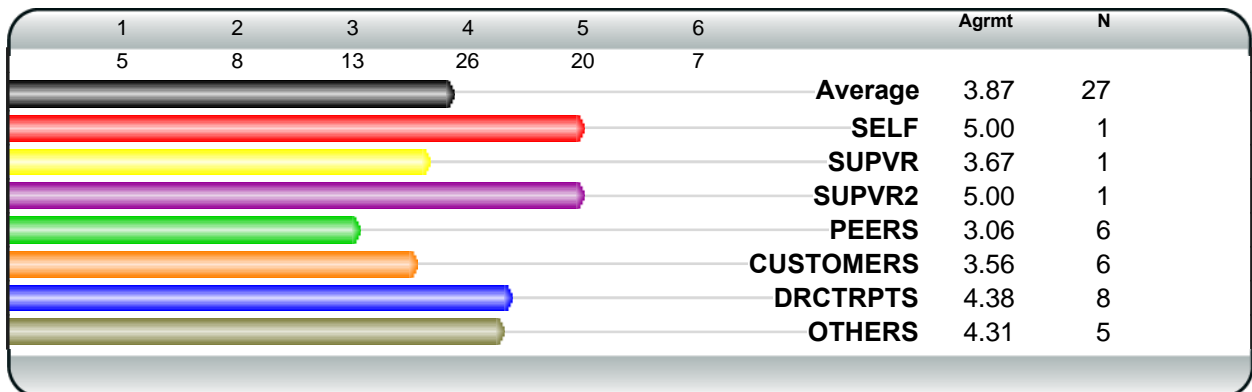 1 2 3 4 5 6 Agrmt N
5 8 13 26 20 7
Average 3.87 27
SELF 5.00 1
SUPVR 3.67 1
SUPVR2 5.00 1
PEERS 3.06 6
CUSTOMERS 3.56 6
DRCTRPTS 4.38 8
OTHERS 4.31 5